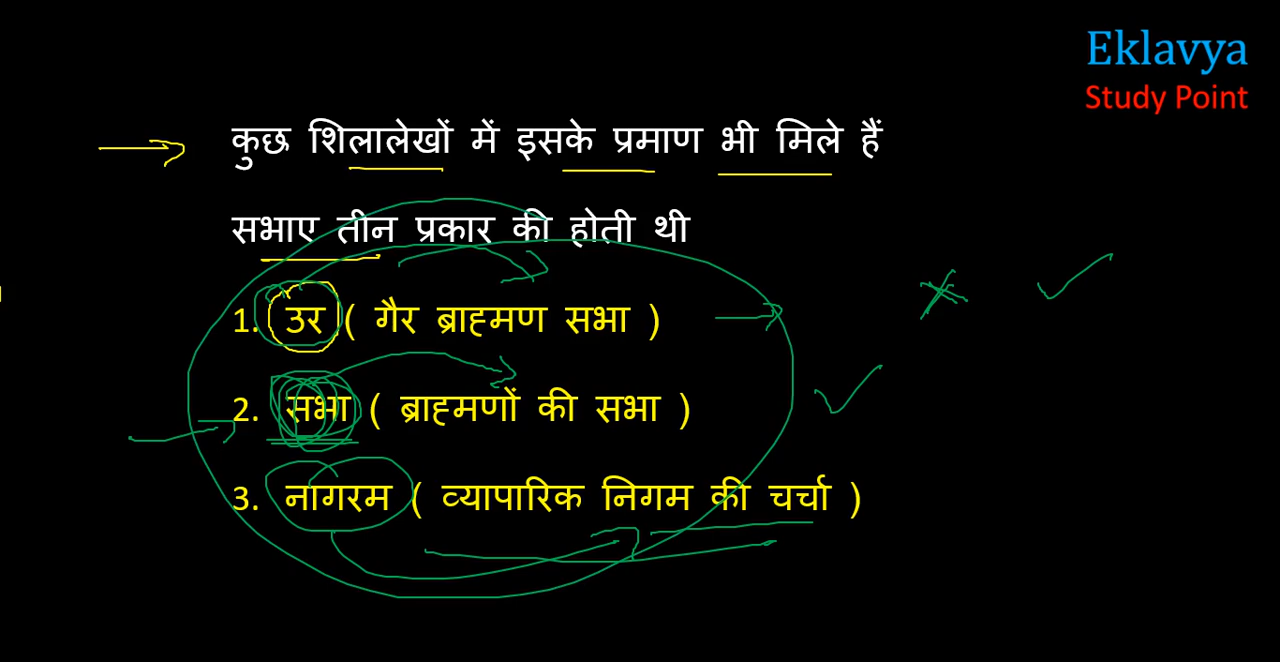 Eklavya
Study Point
कुछ शिलालेखों में इसके प्रमाण भी मिले हैं
सभाए तीन प्रकार की होती थी
1. उर ( गैर ब्राह्मण सभा )
2. सभा ( ब्राह्मणों की सभा )
3. नागरम ( व्यापारिक निगम की चर्चा )